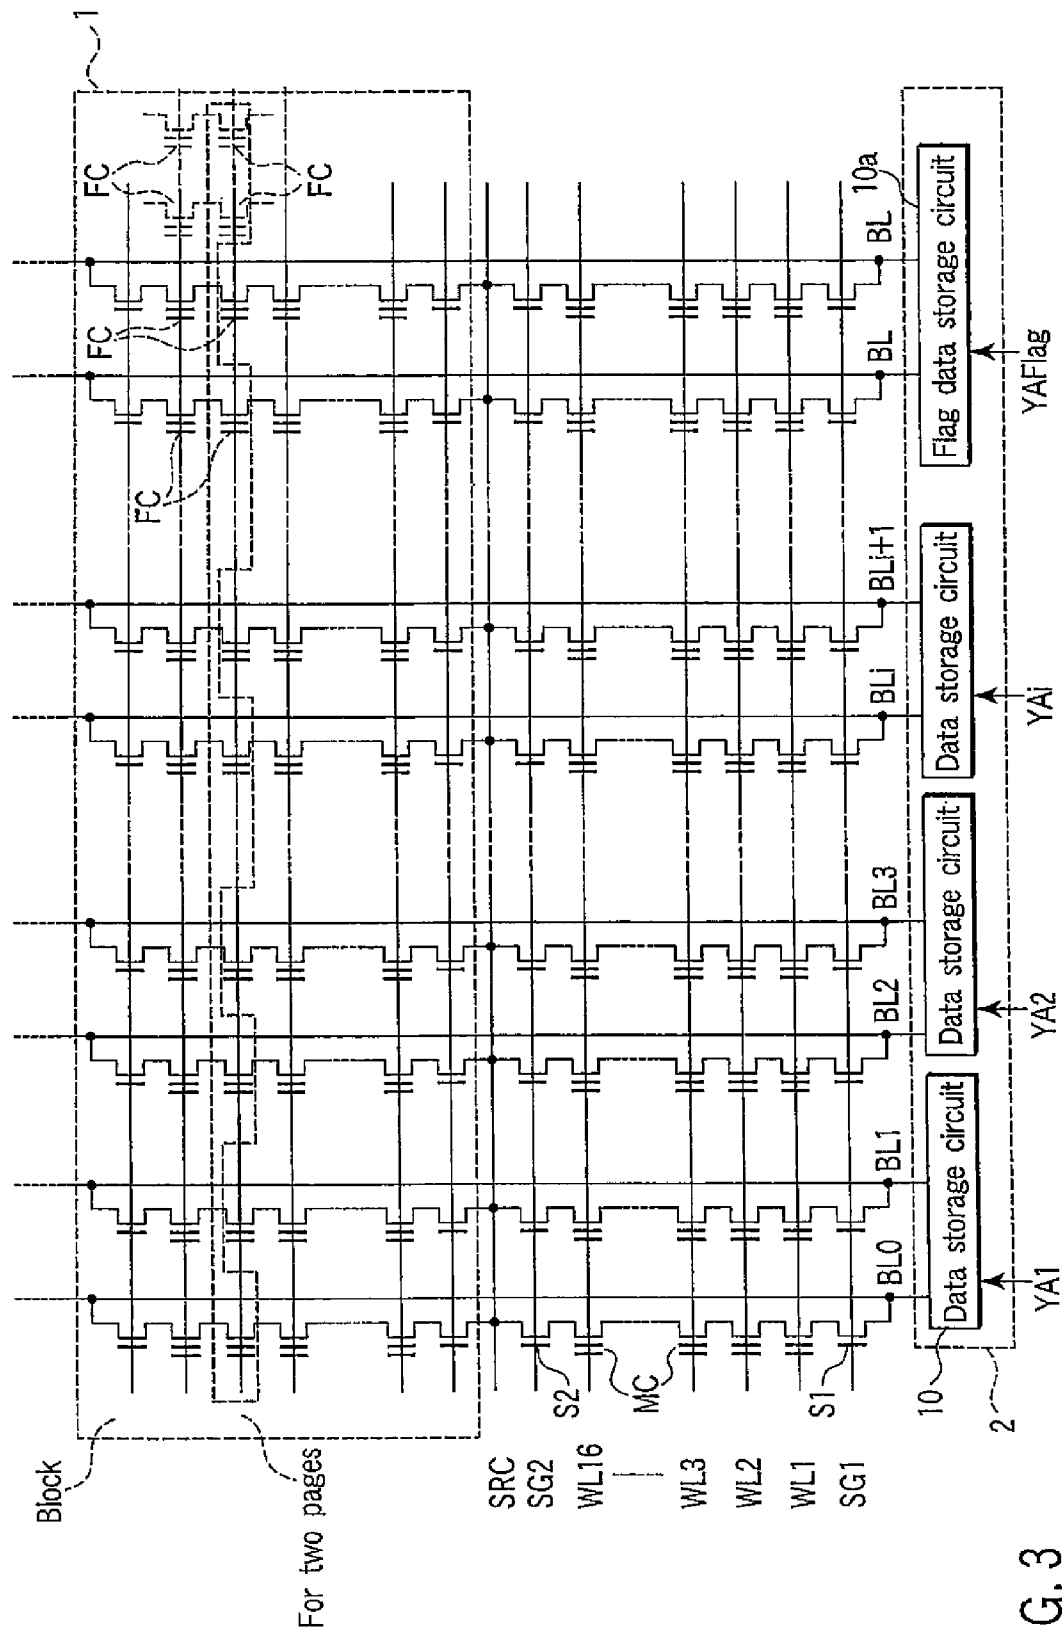 1
Block
For two pages
FC
FC
FC
FC
SRC
SG2
WL16
WL3
WL2
WL1
SG1
S2
MC
S1
BL0
BL1
BL2
BL3
BLi
BLi+1
BL
BL
10
10a
Data storage circuit
Data storage circuit
Data storage circuit
Flag data storage circuit
2
YA1
YA2
YAi
YAFlag
G. 3